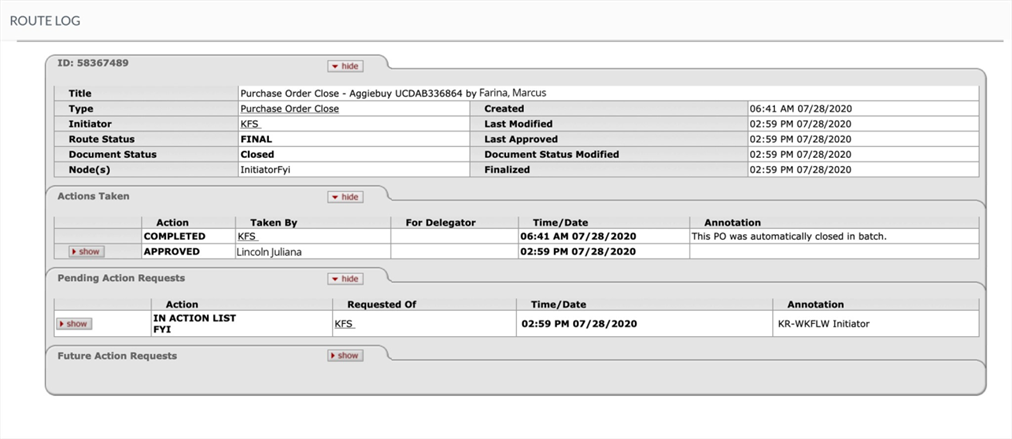 ROUTE LOG
ID: 58367489 hide
Title Purchase Order Close - Aggiebuy UCDAB336864 by Farina, Marcus
Type Purchase Order Close Created 06:41 AM 07/28/2020
Initiator KFS Last Modified 02:59 PM 07/28/2020
Route Status FINAL Last Approved 02:59 PM 07/28/2020
Document Status Closed Document Status Modified 02:59 PM 07/28/2020
Node(s) InitiatorFyi Finalized 02:59 PM 07/28/2020
Actions Taken hide
Action Taken By For Delegator Time/Date Annotation
COMPLETED KFS 06:41 AM 07/28/2020 This PO was automatically closed in batch.
show APPROVED Lincoln Juliana 02:59 PM 07/28/2020
Pending Action Requests hide
Action Requested Of Time/Date Annotation
show IN ACTION LIST FYI KFS 02:59 PM 07/28/2020 KR-WKFLW Initiator
Future Action Requests show